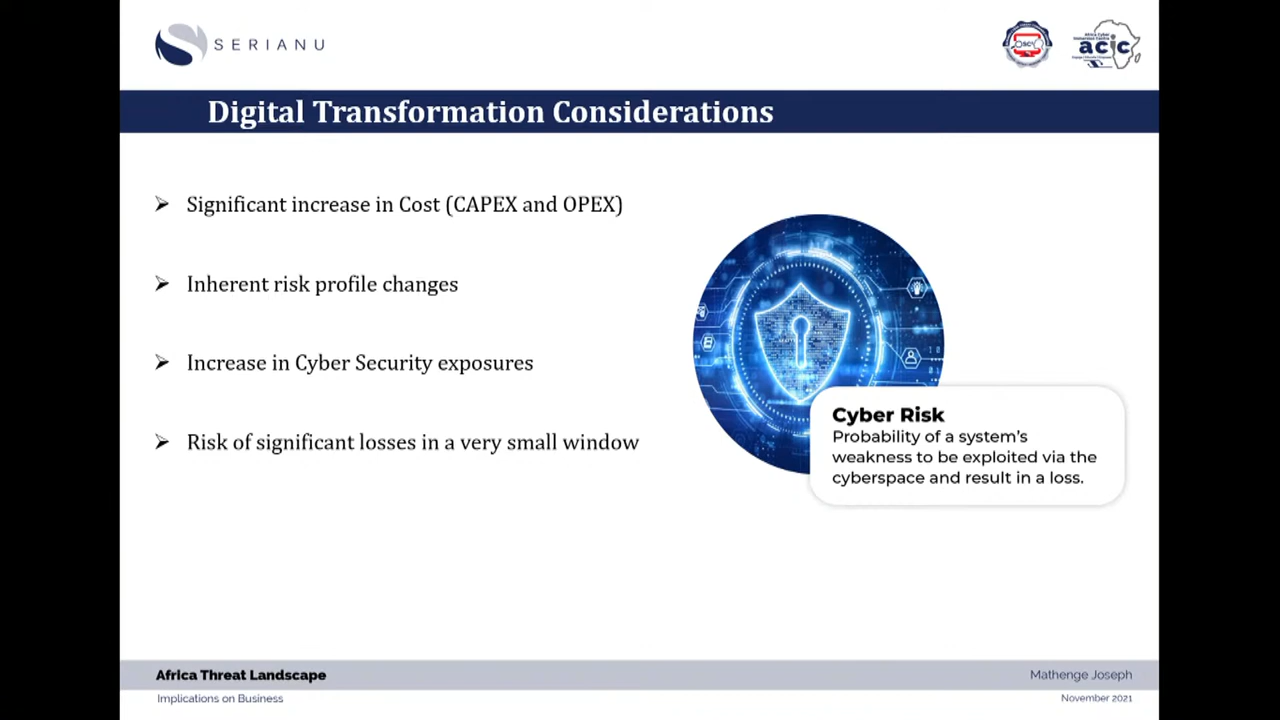 SERIANU
acic
Digital Transformation Considerations
Significant increase in Cost (CAPEX and OPEX)
Inherent risk profile changes
Increase in Cyber Security exposures
Risk of significant losses in a very small window
Cyber Risk
Probability of a system's
weakness to be exploited via the
cyberspace and result in a loss.
Africa Threat Landscape
Mathenge Joseph
Implications on Business
November 2021